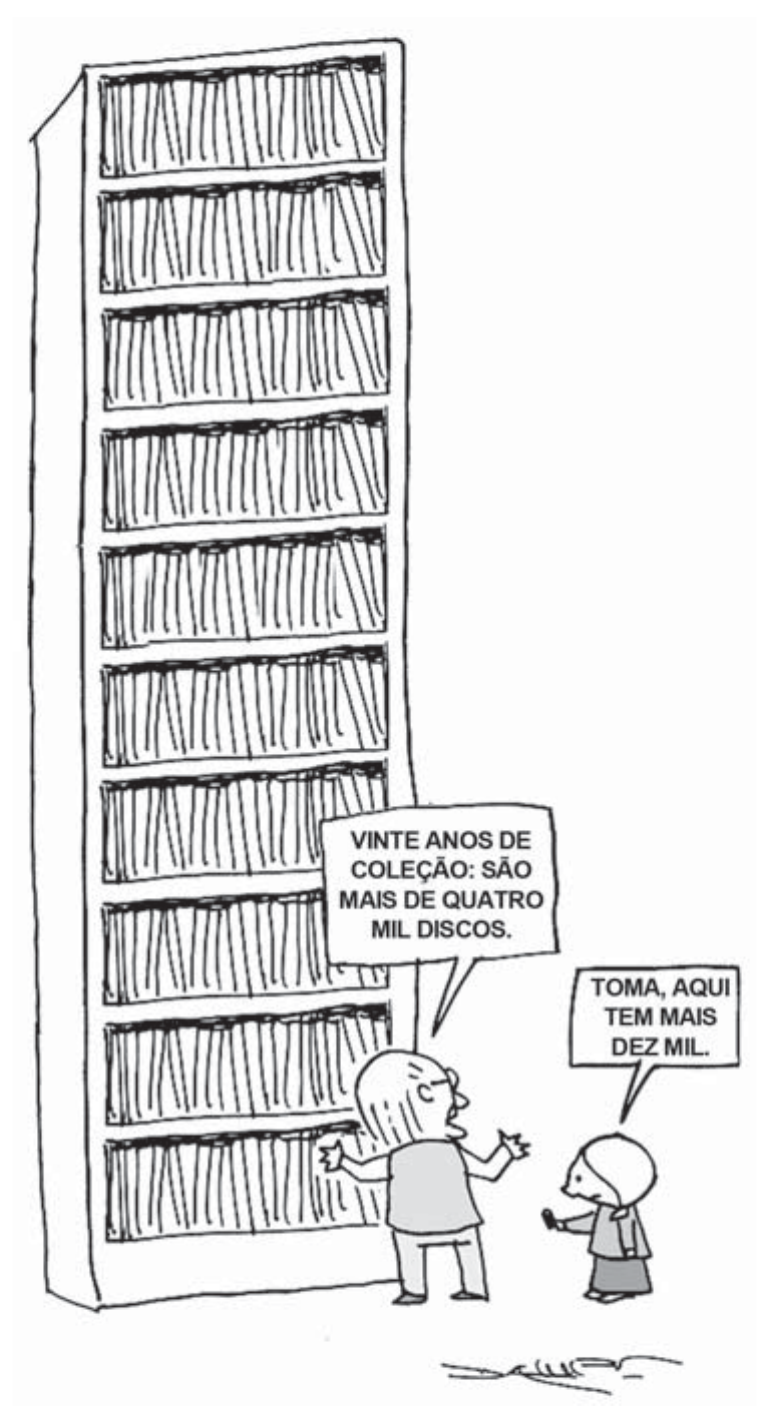 VINTE ANOS DE
COLEÇÃO: SÃO
MAIS DE QUATRO
MIL DISCOS.
TOMA, AQUI
TEM MAIS
DEZ MIL.